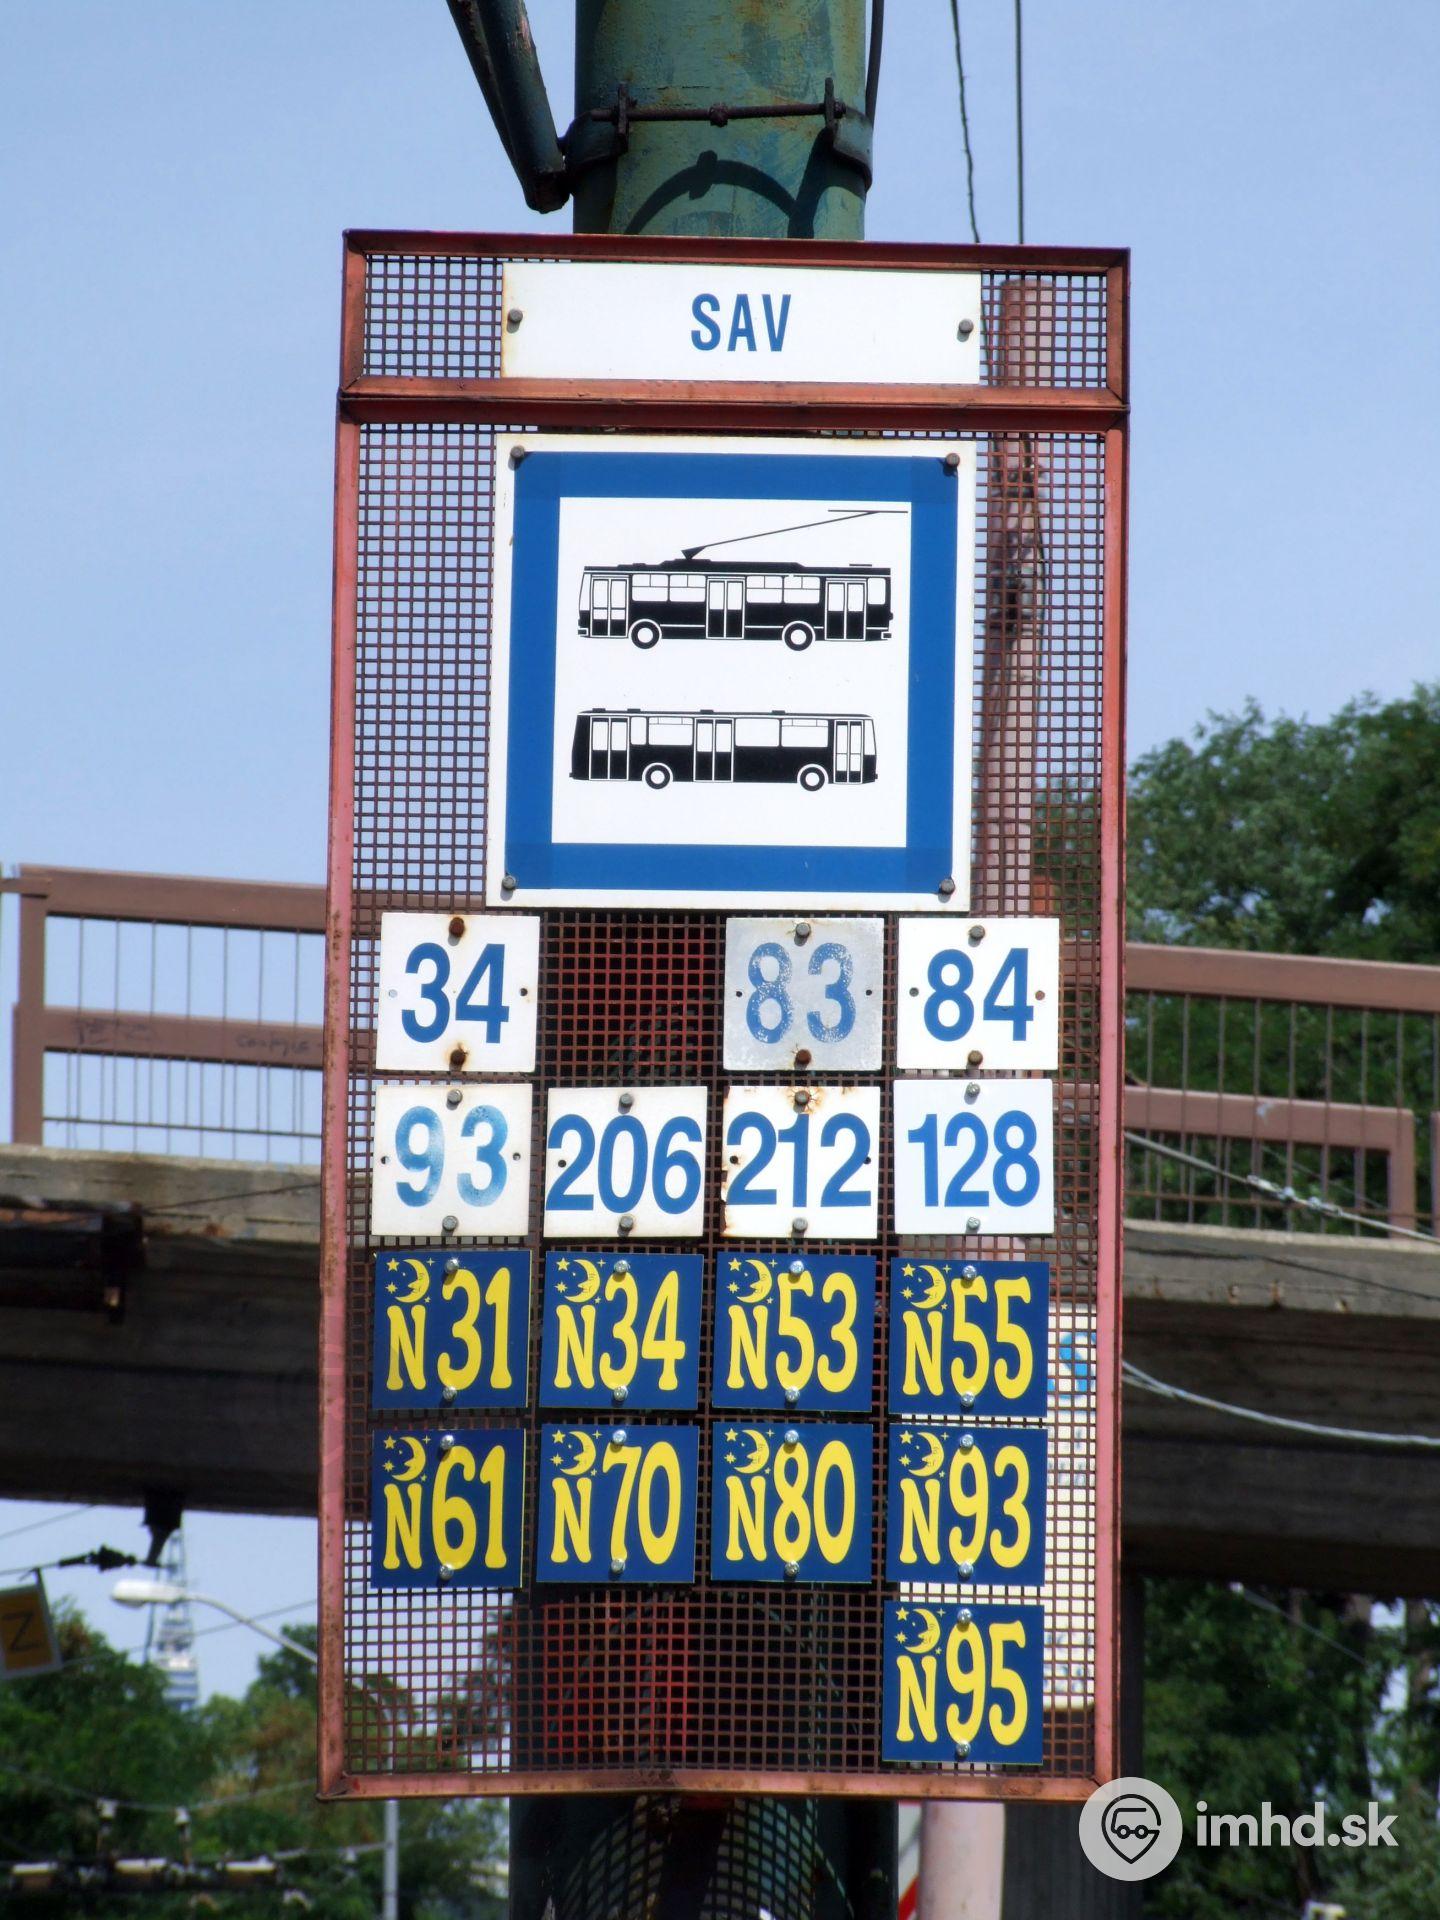 SAV
34 83 84
93 206 212 128
N31 N34 N53 N55
N61 N70 N80 N93
N95
Z
imhd.sk